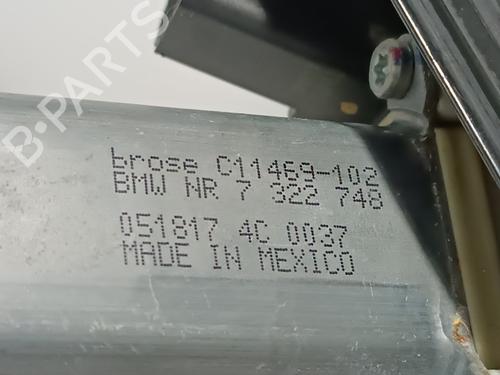 B-PARTS
brose C11469-102
BMW NR 7 322 748
051817 4C 0037
MADE IN MEXICO